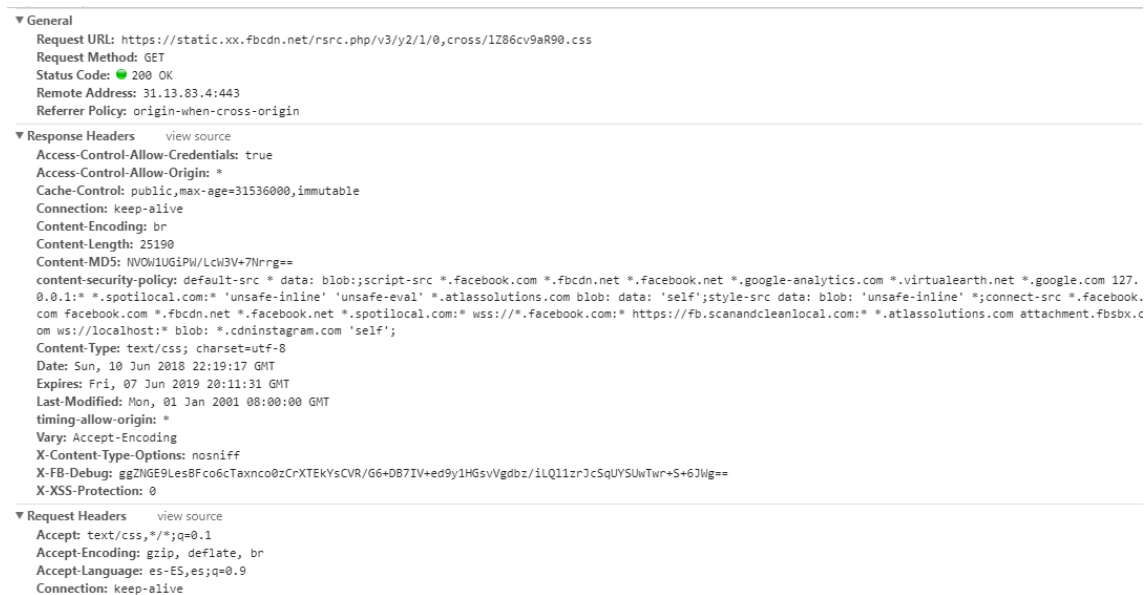 General
Request URL: https://static.xx.fbcdn.net/rsrc.php/v3/y2/l/0,cross/lZ86cv9aR90.css
Request Method: GET
Status Code: 200 OK
Remote Address: 31.13.83.4:443
Referrer Policy: origin-when-cross-origin
Response Headers view source
Access-Control-Allow-Credentials: true
Access-Control-Allow-Origin: *
Cache-Control: public,max-age=31536000,immutable
Connection: keep-alive
Content-Encoding: br
Content-Length: 25190
Content-MD5: NVOW1UGiPW/LcW3V+7Nrrg==
content-security-policy: default-src * data: blob:;script-src *.facebook.com *.fbcdn.net *.facebook.net *.google-analytics.com *.virtualearth.net *.google.com 127.
0.0.1:* *.spotilocal.com:* 'unsafe-inline' 'unsafe-eval' *.atlassolutions.com blob: data: 'self';style-src data: blob: 'unsafe-inline' *;connect-src *.facebook.
com facebook.com *.fbcdn.net *.facebook.net *.spotilocal.com:* wss://*.facebook.com:* https://fb.scanandcleanlocal.com:* *.atlassolutions.com attachment.fbsbx.c
om ws://localhost:* blob: *.cdninstagram.com 'self';
Content-Type: text/css; charset=utf-8
Date: Sun, 10 Jun 2018 22:19:17 GMT
Expires: Fri, 07 Jun 2019 20:11:31 GMT
Last-Modified: Mon, 01 Jan 2001 08:00:00 GMT
timing-allow-origin: *
Vary: Accept-Encoding
X-Content-Type-Options: nosniff
X-FB-Debug: ggZNGE9LesBFco6cTaxnco0zCrXTEkYsCVR/G6+DB7IV+ed9y1HGsvVgdbz/iLQl1zrJcSqUYSUwTwr+S+6JWg==
X-XSS-Protection: 0
Request Headers view source
Accept: text/css,*/*;q=0.1
Accept-Encoding: gzip, deflate, br
Accept-Language: es-ES,es;q=0.9
Connection: keep-alive